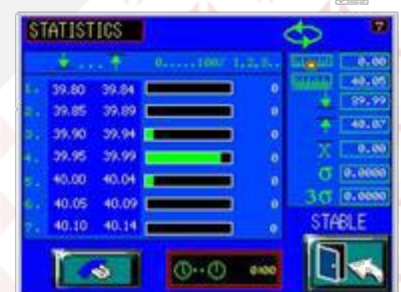 STATISTICS ?
0.....100% 1,2,3.. 0.00
1. 39.80 39.84 0 40.05
2. 39.85 39.89 0 39.99
3. 39.90 39.94 0 40.07
4. 39.95 39.99 0 X 0.00
5. 40.00 40.04 0 σ 0.0000
6. 40.05 40.09 0 3σ 0.0000
7. 40.10 40.14 0 STABLE
0:00